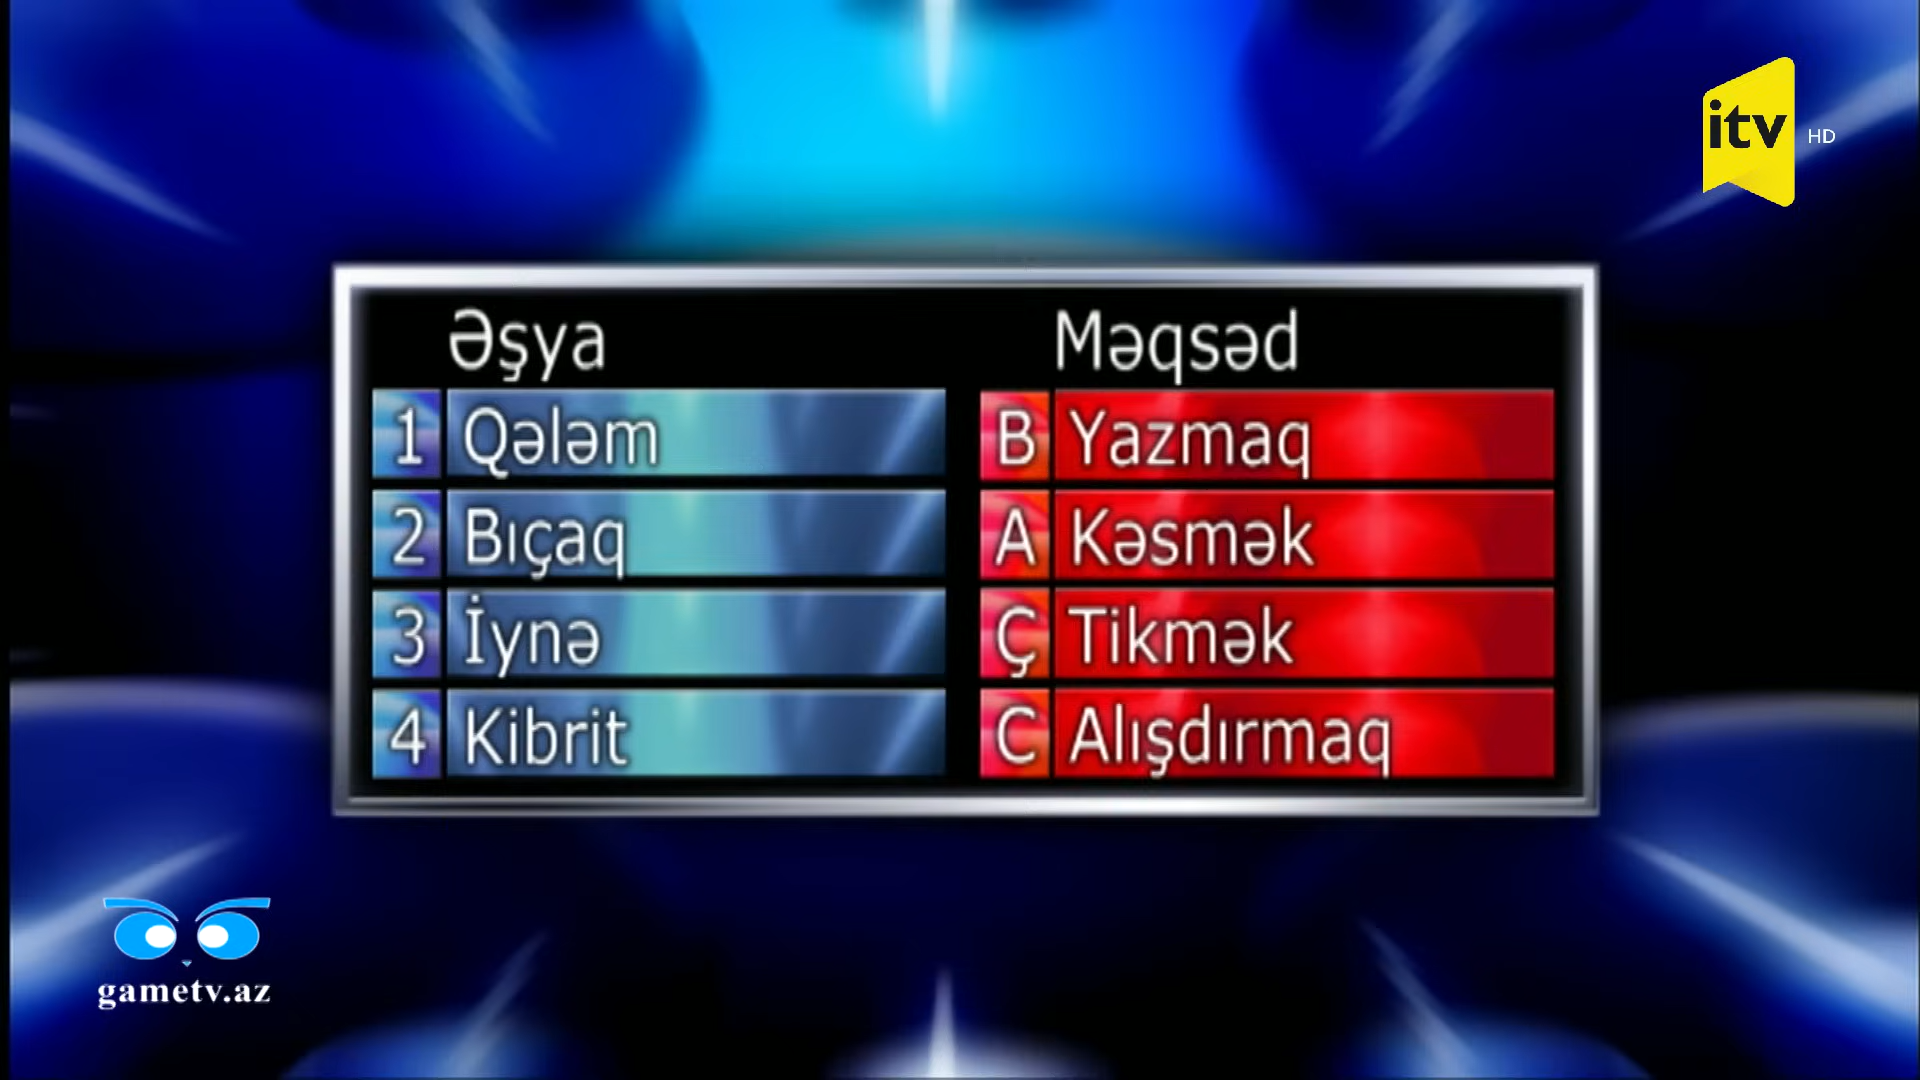 itv HD
Əşya Məqsəd
1 Qələm B Yazmaq
2 Bıçaq A Kəsmək
3 İynə Ç Tikmək
4 Kibrit C Alışdırmaq
gametv.az